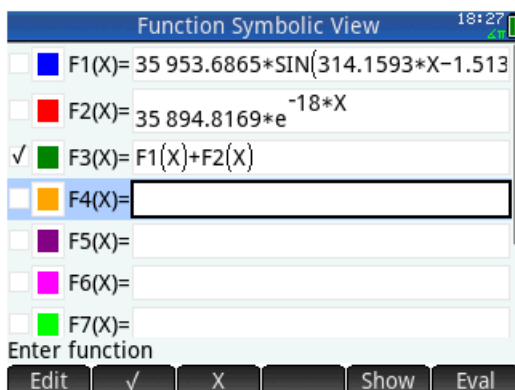 Function Symbolic View 18:27
∡π
F1(X)= 35 953.6865*SIN(314.1593*X−1.513
F2(X)= 35 894.8169*e^-18*X
√ F3(X)= F1(X)+F2(X)
F4(X)=
F5(X)=
F6(X)=
F7(X)=
Enter function
Edit √ X Show Eval